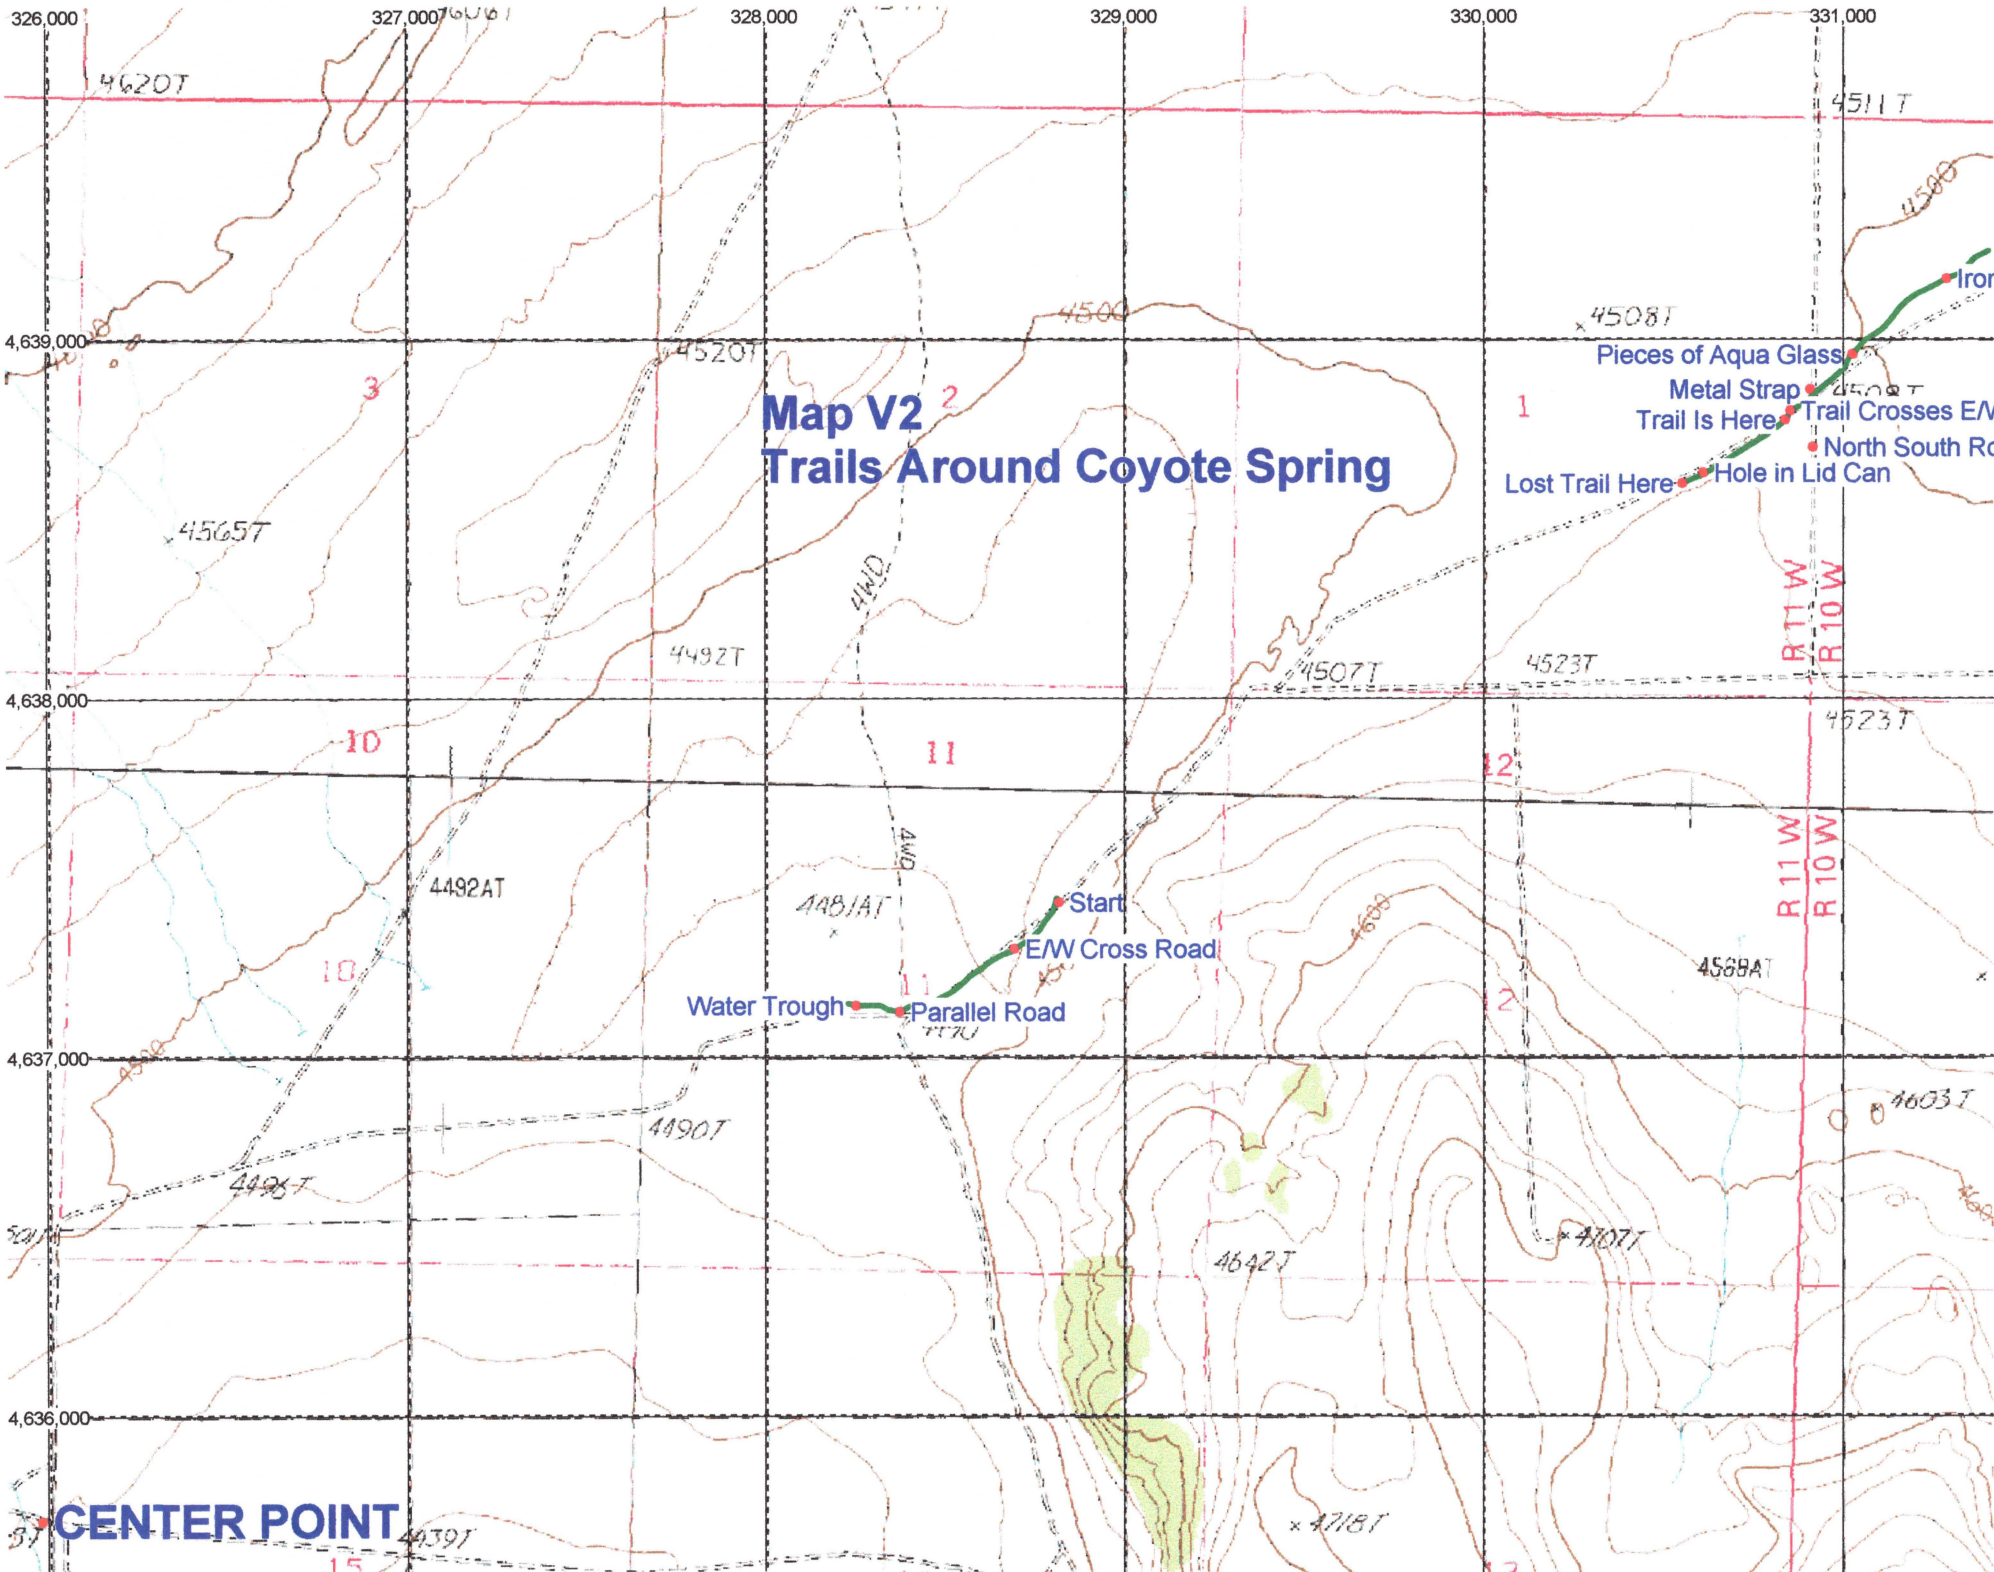 326,000
327,000
328,000
329,000
330,000
331,000
4620T
4511T
4500
4500
4508T
4,639,000
4520T
Pieces of Aqua Glass
3
2
1
Metal Strap
Map V2
Trail Crosses E/W
Trail Is Here
North South Ro
Trails Around Coyote Spring
Hole in Lid Can
Lost Trail Here
Iron
4565T
4WD
R 11 W
R 10 W
4492T
4507T
4523T
4,638,000
4523T
10
11
12
4WD
R 11 W
R 10 W
4492AT
4481AT
Start
4600
E/W Cross Road
10
11
12
4568AT
Water Trough
Parallel Road
4,637,000
4500
4603T
4490T
4496T
4707T
4642T
4,636,000
CENTER POINT
4439T
4718T
15